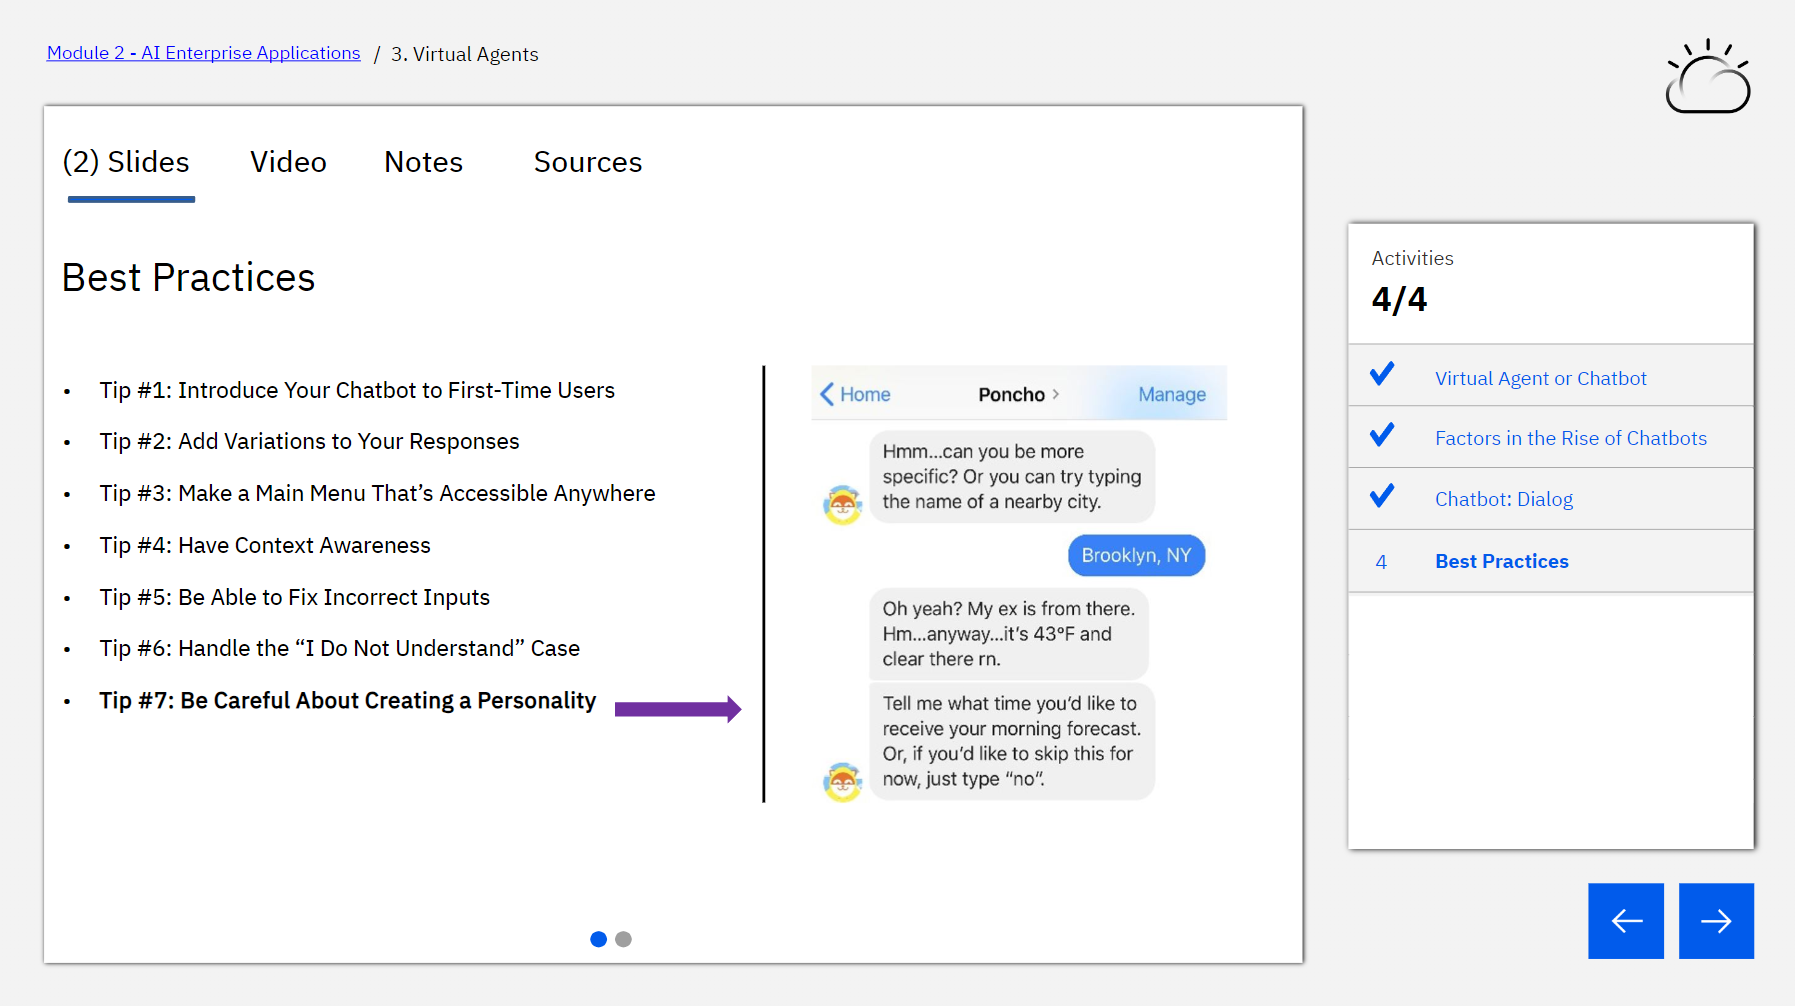 Module 2 - AI Enterprise Applications / 3. Virtual Agents
(2) Slides Video Notes Sources
Best Practices
• Tip #1: Introduce Your Chatbot to First-Time Users
• Tip #2: Add Variations to Your Responses
• Tip #3: Make a Main Menu That’s Accessible Anywhere
• Tip #4: Have Context Awareness
• Tip #5: Be Able to Fix Incorrect Inputs
• Tip #6: Handle the “I Do Not Understand” Case
• Tip #7: Be Careful About Creating a Personality
Home Poncho > Manage
Hmm...can you be more
specific? Or you can try typing
the name of a nearby city.
Brooklyn, NY
Oh yeah? My ex is from there.
Hm...anyway...it’s 43°F and
clear there rn.
Tell me what time you’d like to
receive your morning forecast.
Or, if you’d like to skip this for
now, just type “no”.
Activities
4/4
Virtual Agent or Chatbot
Factors in the Rise of Chatbots
Chatbot: Dialog
4 Best Practices